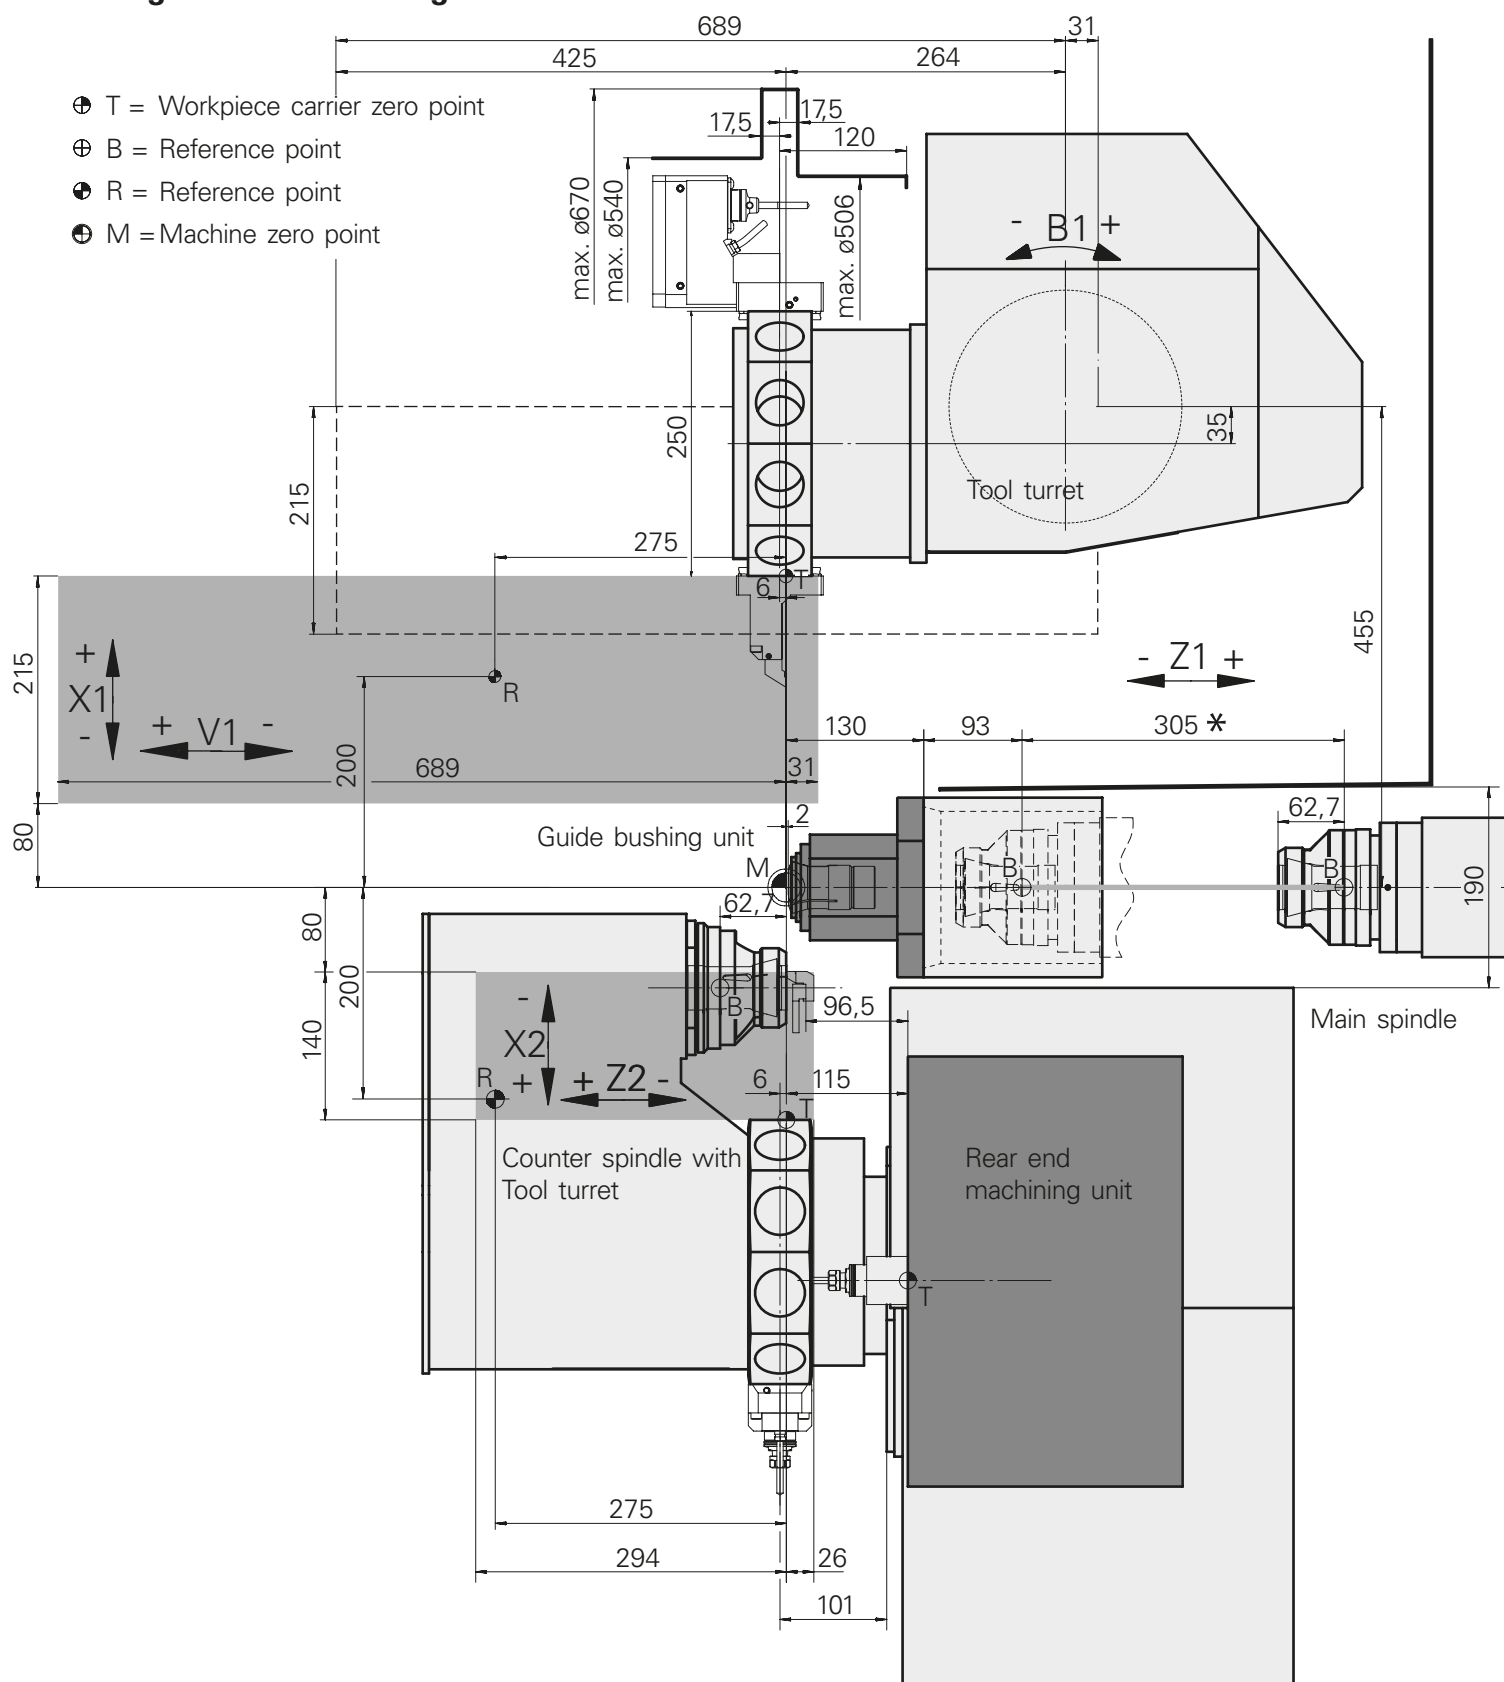 689
31
425
264
T = Workpiece carrier zero point
B = Reference point
R = Reference point
M = Machine zero point
17,5
17,5
120
max. ø670
max. ø540
max. ø506
- B1 +
250
35
215
Tool turret
275
T
6
455
215
+
X1
-
+ V1 -
R
- Z1 +
200
130
93
305 *
689
31
80
2
62,7
Guide bushing unit
M
B
B
190
62,7
80
200
B
96,5
Main spindle
140
-
X2
+
R
+ Z2 -
6
115
T
Counter spindle with
Tool turret
Rear end
machining unit
T
275
294
26
101